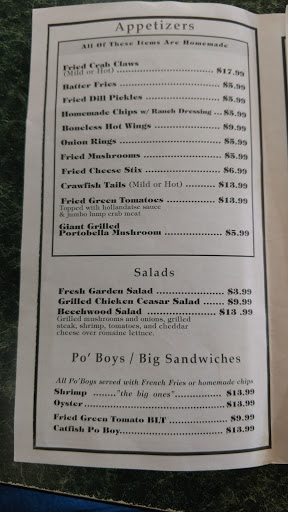 Appetizers
All Of These Items Are Homemade
Fried Crab Claws
(Mild or Hot) ........................... $17.99
Batter Fries ........................... $5.99
Fried Dill Pickles ..................... $5.99
Homemade Chips w/ Ranch Dressing ... $5.99
Boneless Hot Wings .................. $9.99
Onion Rings ........................... $5.99
Fried Mushrooms ..................... $5.99
Fried Cheese Stix ..................... $6.99
Crawfish Tails (Mild or Hot) ........ $13.99
Fried Green Tomatoes ............... $13.99
Topped with hollandaise sauce
& jumbo lump crab meat
Giant Grilled
Portobella Mushroom ............... $5.99
Salads
Fresh Garden Salad .................. $3.99
Grilled Chicken Ceasar Salad ....... $9.99
Beechwood Salad .................. $13 .99
Grilled mushrooms and onions, grilled
steak, shrimp, tomatoes, and cheddar
cheese over romaine lettuce.
Po' Boys / Big Sandwiches
All Po'Boys served with French Fries or homemade chips
Shrimp ........."the big ones"............... $13.99
Oyster .................................... $13.99
Fried Green Tomato BLT ............... $9.99
Catfish Po Boy........................... $13.99